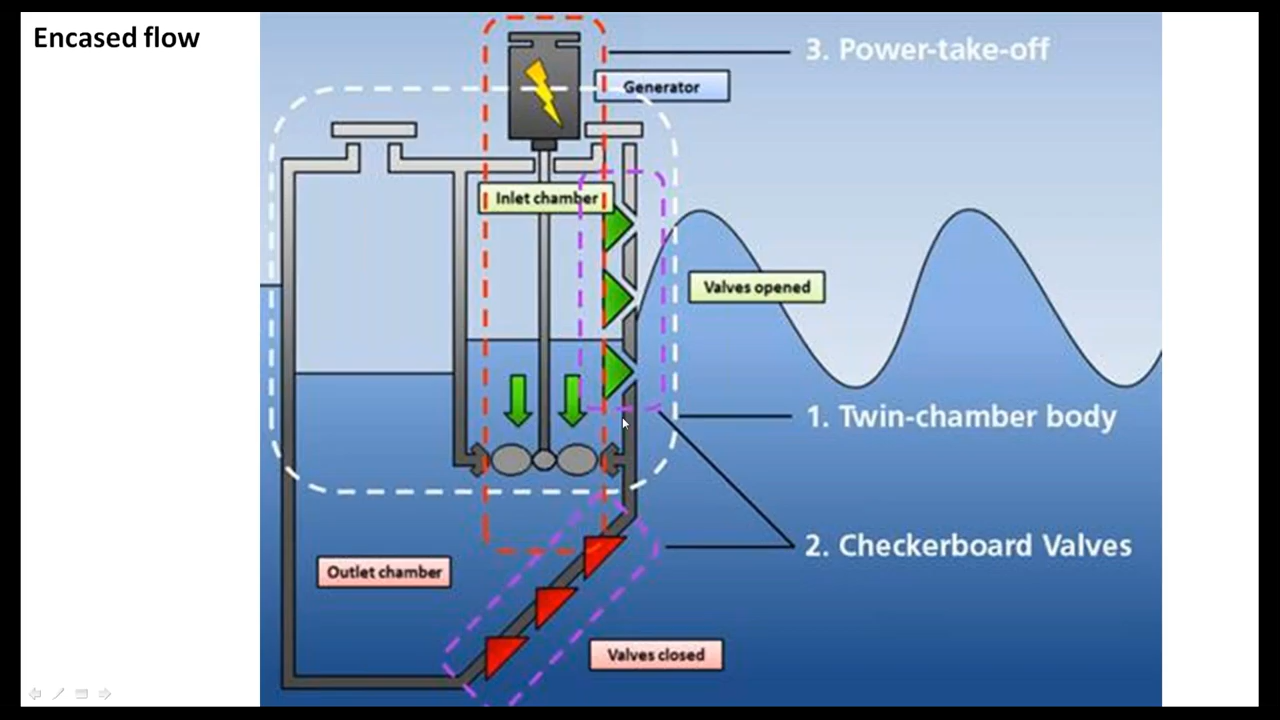 Encased flow
3. Power-take-off
Generator
Inlet chamber
Valves opened
1. Twin-chamber body
2. Checkerboard Valves
Outlet chamber
Valves closed